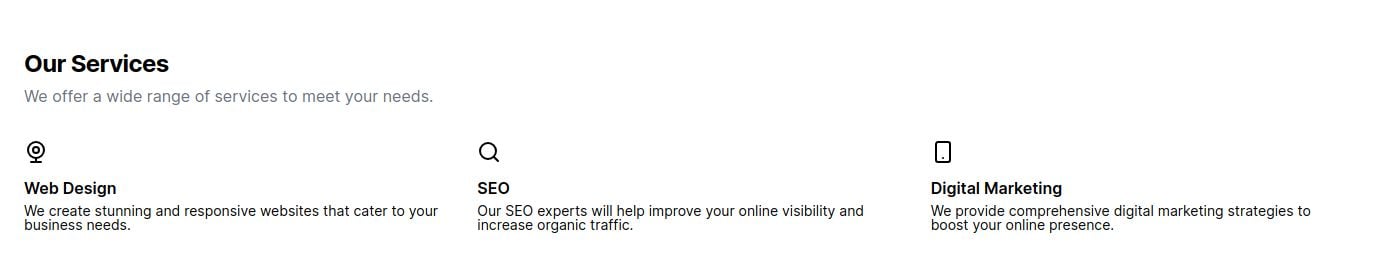 Our Services
We offer a wide range of services to meet your needs.
Web Design
We create stunning and responsive websites that cater to your
business needs.
SEO
Our SEO experts will help improve your online visibility and
increase organic traffic.
Digital Marketing
We provide comprehensive digital marketing strategies to
boost your online presence.